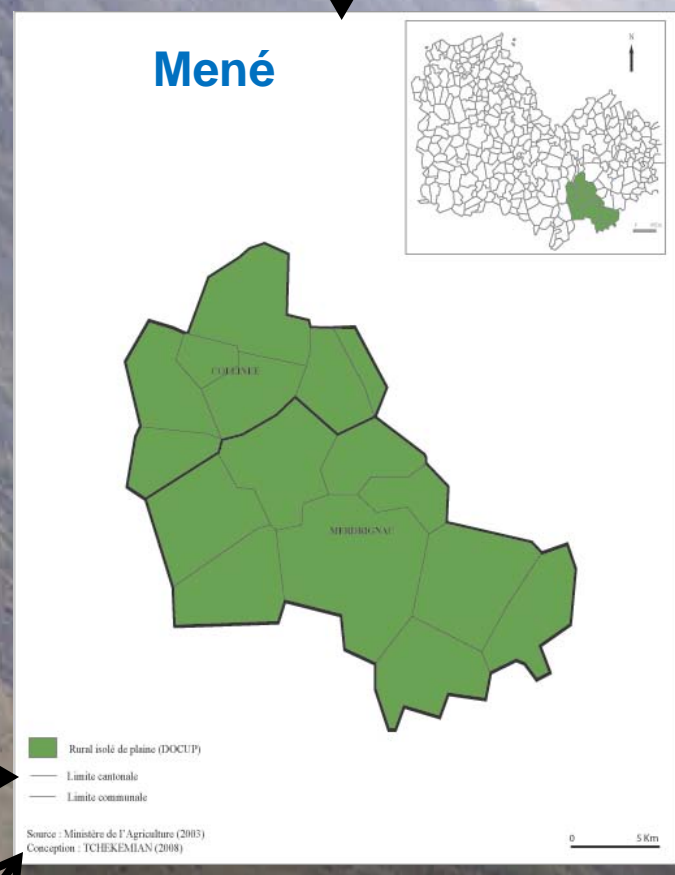 Mené
N
COLLINEE
MERDRIGNAC
Rural isolé de plaine (DOCUP)
Limite cantonale
Limite communale
Source : Ministère de l'Agriculture (2003)
Conception : TCHEKEMIAN (2008)
0 5 Km